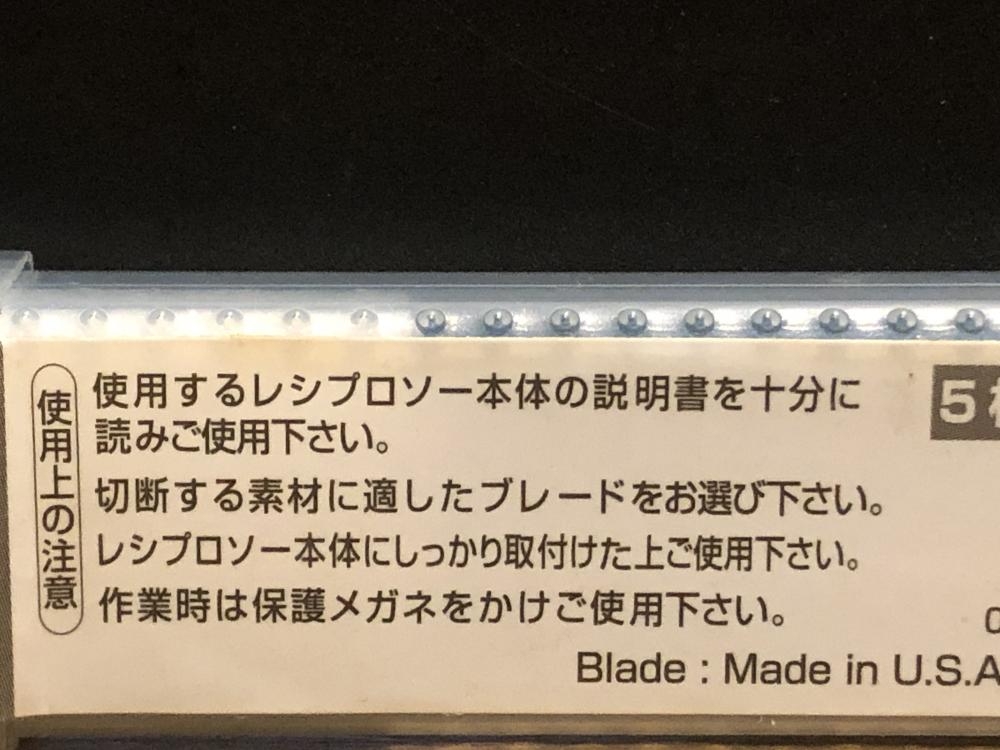 使用上の注意
使用するレシプロソー本体の説明書を十分に
読みご使用下さい。
切断する素材に適したブレードをお選び下さい。
レシプロソー本体にしっかり取付けた上ご使用下さい。
作業時は保護メガネをかけご使用下さい。
5
Blade : Made in U.S.A